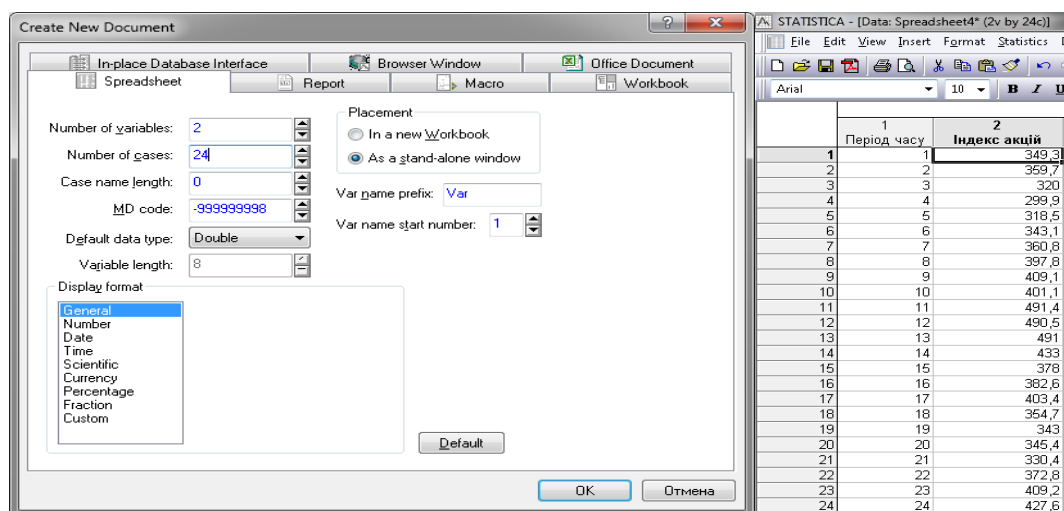 Create New Document
In-place Database Interface
Browser Window
Office Document
Spreadsheet
Report
Macro
Workbook
Number of variables: 2
Number of cases: 24
Case name length: 0
MD code: -999999998
Default data type: Double
Variable length: 8
Placement
In a new Workbook
As a stand-alone window
Var name prefix: Var
Var name start number: 1
Display format
General
Number
Date
Time
Scientific
Currency
Percentage
Fraction
Custom
Default
OK
Отмена
STATISTICA - [Data: Spreadsheet4* (2v by 24c)]
File Edit View Insert Format Statistics
Arial 10 B I U
1 2
Період часу Індекс акцій
1 1 349,3
2 2 359,7
3 3 320
4 4 299,9
5 5 318,5
6 6 343,1
7 7 360,8
8 8 397,8
9 9 409,1
10 10 401,1
11 11 491,4
12 12 490,5
13 13 491
14 14 433
15 15 378
16 16 382,6
17 17 403,4
18 18 354,7
19 19 343
20 20 345,4
21 21 330,4
22 22 372,8
23 23 409,2
24 24 427,6